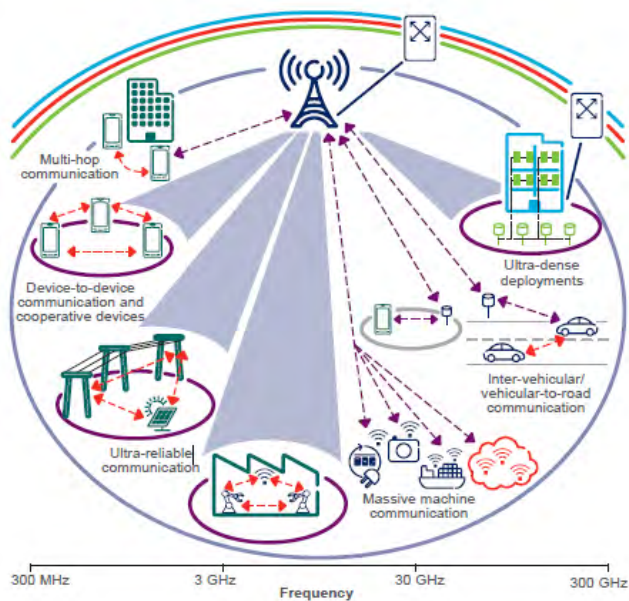 Multi-hop
communication
Device-to-device
communication and
cooperative devices
Ultra-reliable
communication
Ultra-dense
deployments
Inter-vehicular/
vehicular-to-road
communication
Massive machine
communication
300 MHz
3 GHz
30 GHz
300 GHz
Frequency